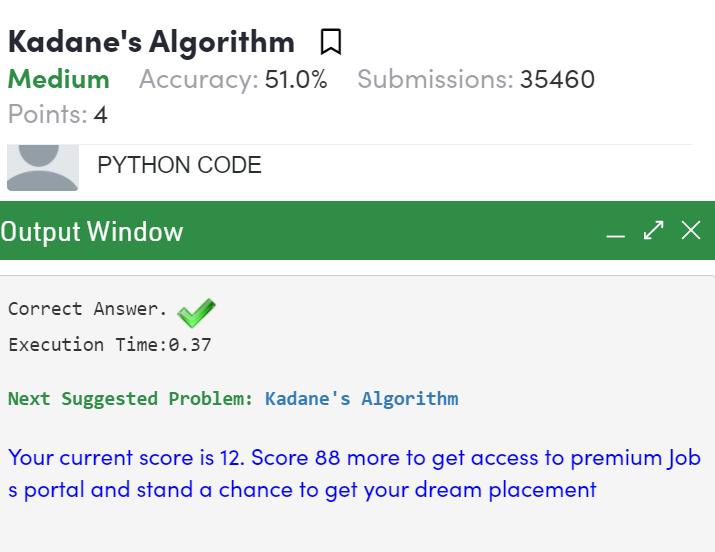 Kadane's Algorithm
Medium Accuracy: 51.0% Submissions: 35460
Points: 4
PYTHON CODE
Output Window
Correct Answer.
Execution Time:0.37
Next Suggested Problem: Kadane's Algorithm
Your current score is 12. Score 88 more to get access to premium Job
s portal and stand a chance to get your dream placement